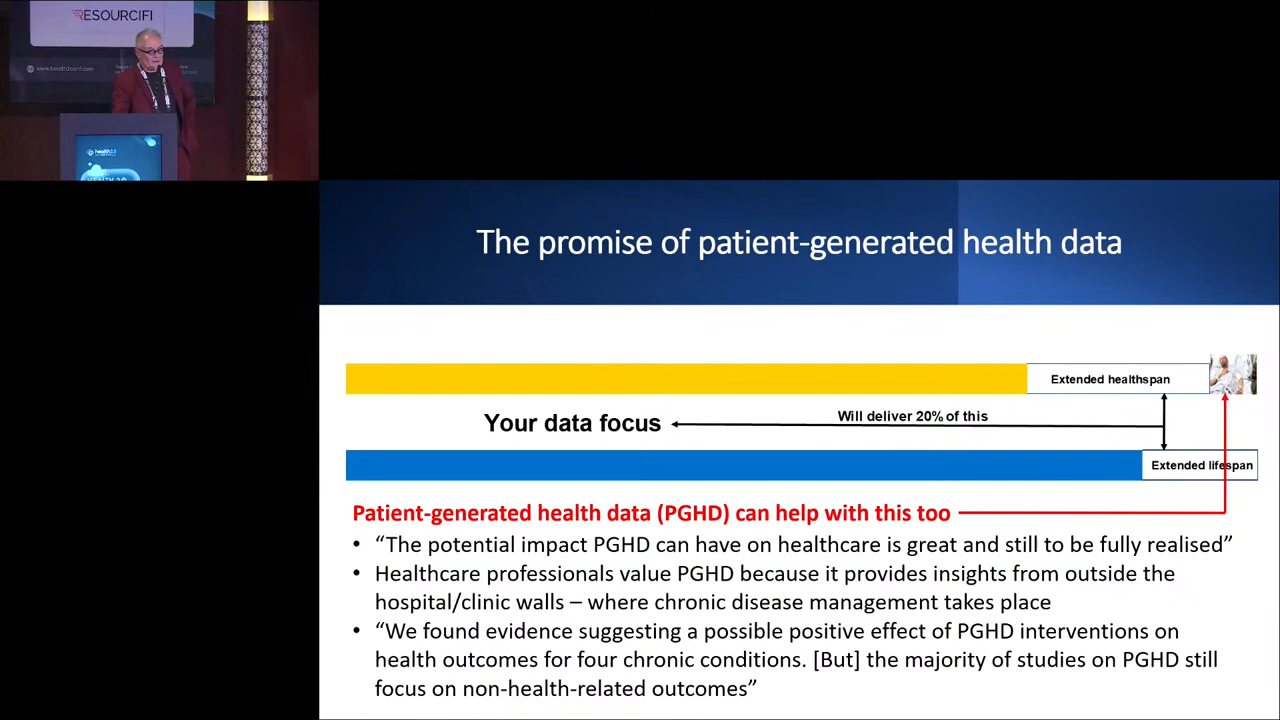 RESOURCIFI
www.health2conf.com
health2.0
HEALTH 2.0
The promise of patient-generated health data
Extended healthspan
Your data focus
Will deliver 20% of this
Extended lifespan
Patient-generated health data (PGHD) can help with this too
• “The potential impact PGHD can have on healthcare is great and still to be fully realised”
• Healthcare professionals value PGHD because it provides insights from outside the
hospital/clinic walls – where chronic disease management takes place
• “We found evidence suggesting a possible positive effect of PGHD interventions on
health outcomes for four chronic conditions. [But] the majority of studies on PGHD still
focus on non-health-related outcomes”